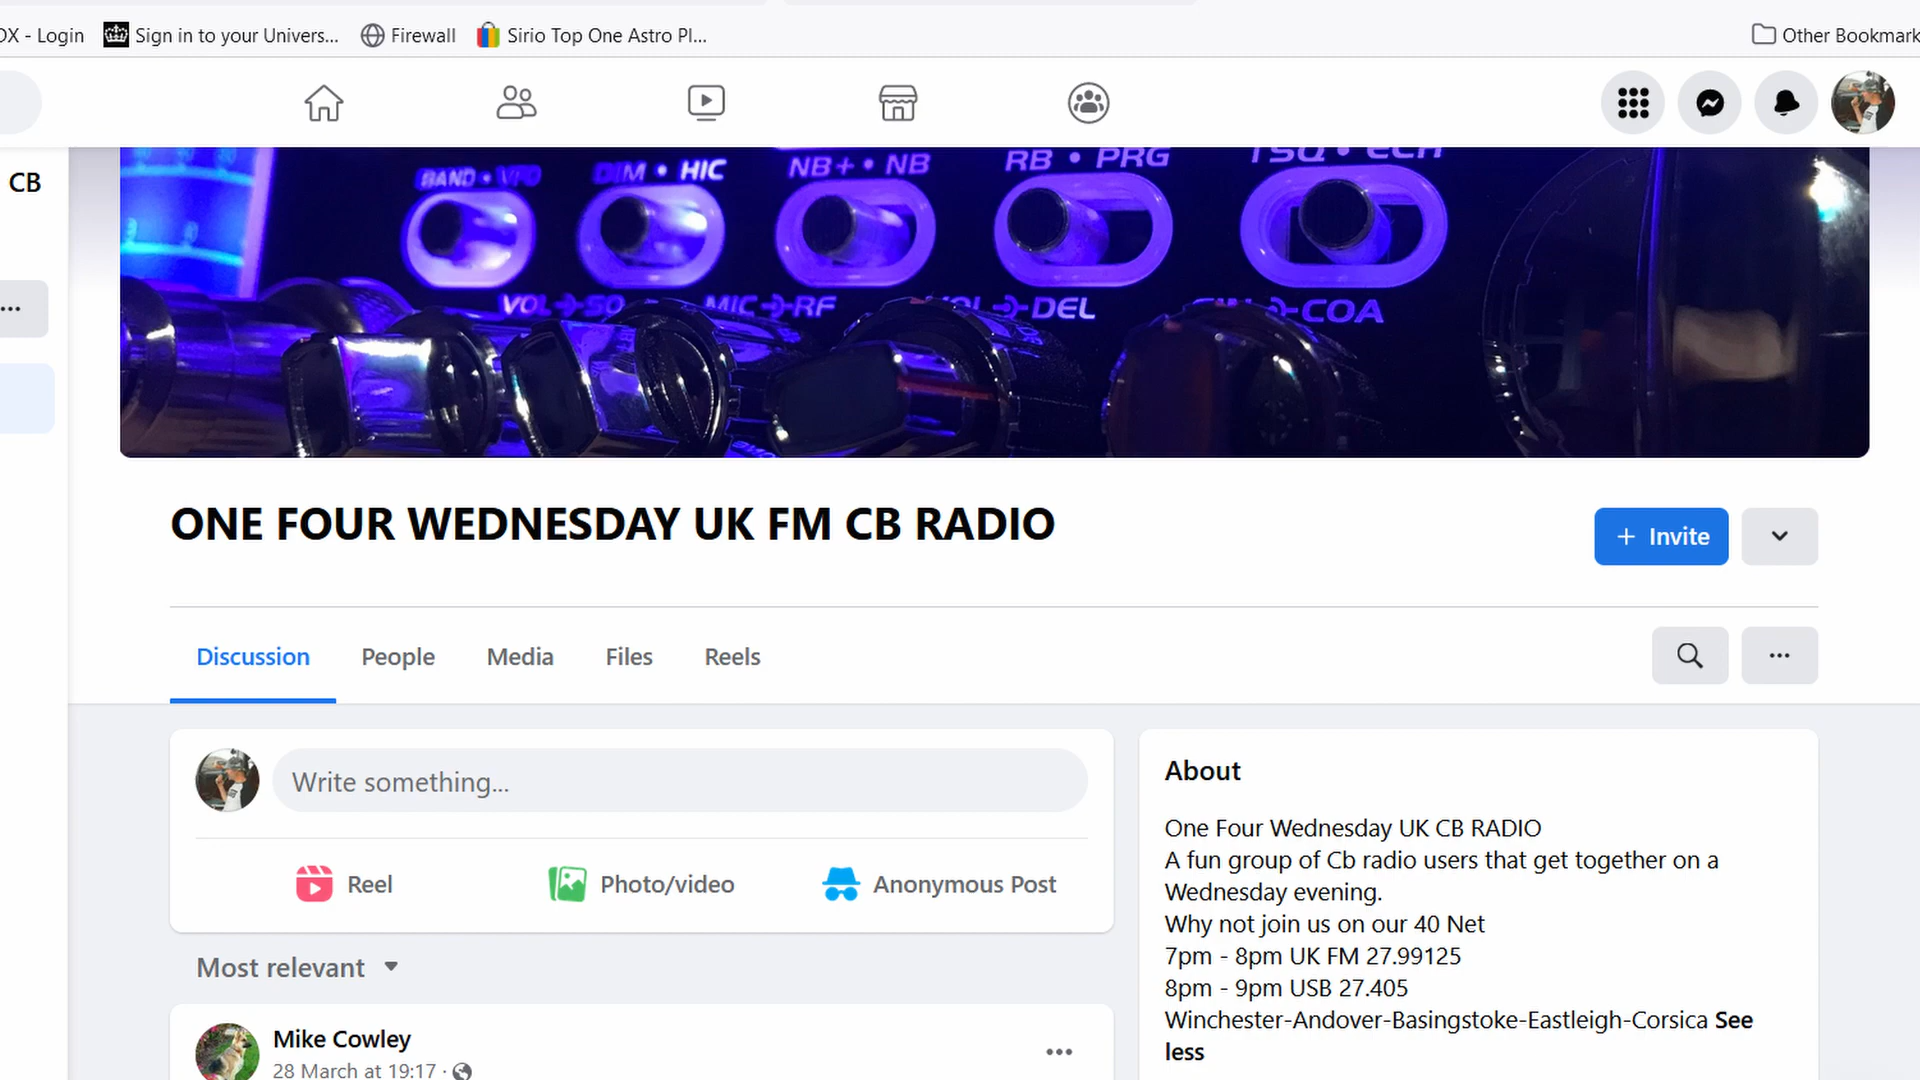 OX - Login Sign in to your Univers... Firewall Sirio Top One Astro Pl... Other Bookmark
CB
BAND • VFO DIM • HIC NB+ • NB RB • PRG TSQ • ECH
VOL→SQ MIC→RF →DEL →COA
ONE FOUR WEDNESDAY UK FM CB RADIO
+ Invite
Discussion People Media Files Reels
Write something...
Reel Photo/video Anonymous Post
Most relevant
Mike Cowley
28 March at 19:17 ·
About
One Four Wednesday UK CB RADIO
A fun group of Cb radio users that get together on a
Wednesday evening.
Why not join us on our 40 Net
7pm - 8pm UK FM 27.99125
8pm - 9pm USB 27.405
Winchester-Andover-Basingstoke-Eastleigh-Corsica See
less